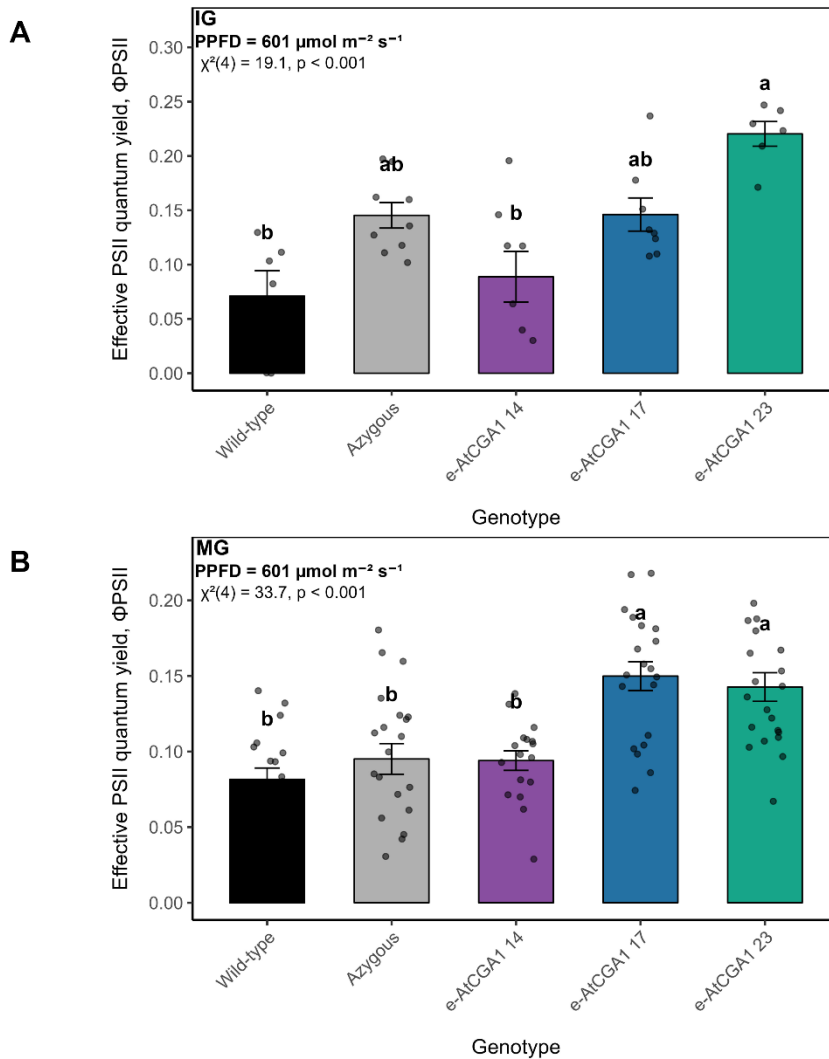 A
IG
PPFD = 601 µmol m⁻² s⁻¹
χ²(4) = 19.1, p < 0.001
Effective PSII quantum yield, ΦPSII
0.30
0.25
0.20
0.15
0.10
0.05
0.00
b
ab
b
ab
a
Wild-type
Azygous
e-AtCGA1 14
e-AtCGA1 17
e-AtCGA1 23
Genotype
B
MG
PPFD = 601 µmol m⁻² s⁻¹
χ²(4) = 33.7, p < 0.001
Effective PSII quantum yield, ΦPSII
0.20
0.15
0.10
0.05
0.00
b
b
b
a
a
Wild-type
Azygous
e-AtCGA1 14
e-AtCGA1 17
e-AtCGA1 23
Genotype